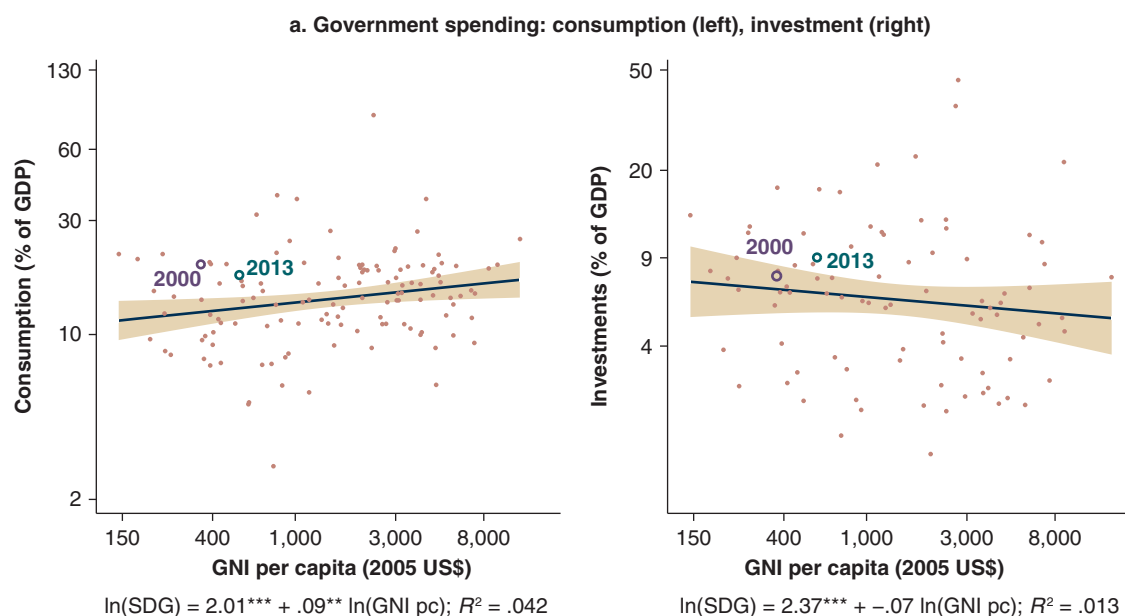 a. Government spending: consumption (left), investment (right)
Consumption (% of GDP)
130
60
30
10
2
2000
2013
150 400 1,000 3,000 8,000
GNI per capita (2005 US$)
ln(SDG) = 2.01*** + .09** ln(GNI pc); R² = .042
Investments (% of GDP)
50
20
9
4
2000
2013
150 400 1,000 3,000 8,000
GNI per capita (2005 US$)
ln(SDG) = 2.37*** + –.07 ln(GNI pc); R² = .013